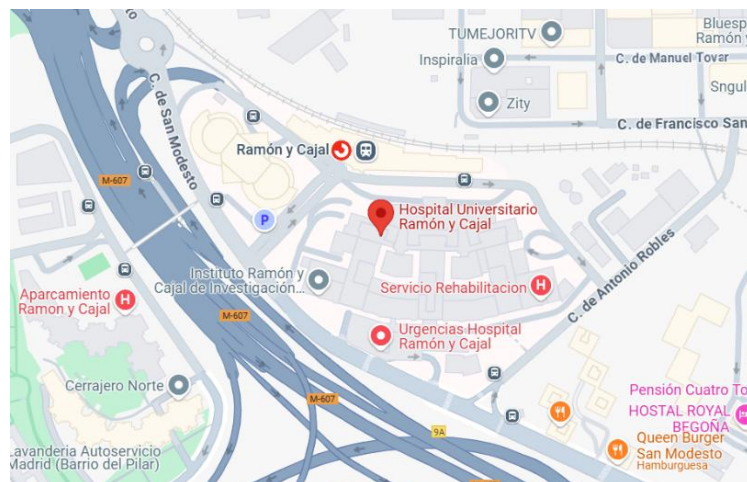 TUMEJORITV
Bluesp
Ramón y
Inspiralia
C. de Manuel Tovar
Sngul
Zity
C. de Francisco San
C. de San Modesto
Ramón y Cajal
M-607
P
Hospital Universitario
Ramón y Cajal
Instituto Ramón y
Cajal de Investigación...
Servicio Rehabilitacion
H
C. de Antonio Robles
Aparcamiento
Ramon y Cajal
H
M-607
Urgencias Hospital
Ramón y Cajal
Cerrajero Norte
M-607
Pensión Cuatro To
HOSTAL ROYAL
BEGOÑA
9A
Queen Burger
San Modesto
Hamburguesa
Lavanderia Autoservicio
Madrid (Barrio del Pilar)